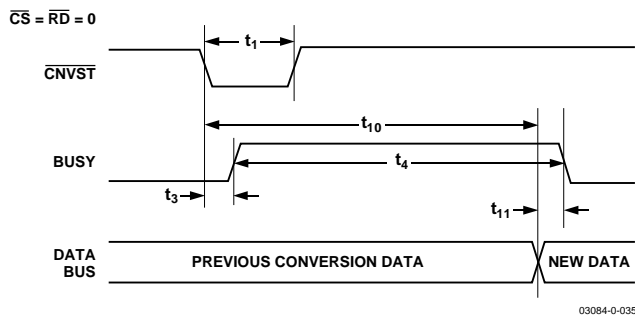 CS = RD = 0
t1
CNVST
t10
BUSY
t4
t3
t11
DATA
BUS
PREVIOUS CONVERSION DATA
NEW DATA
03084-0-035